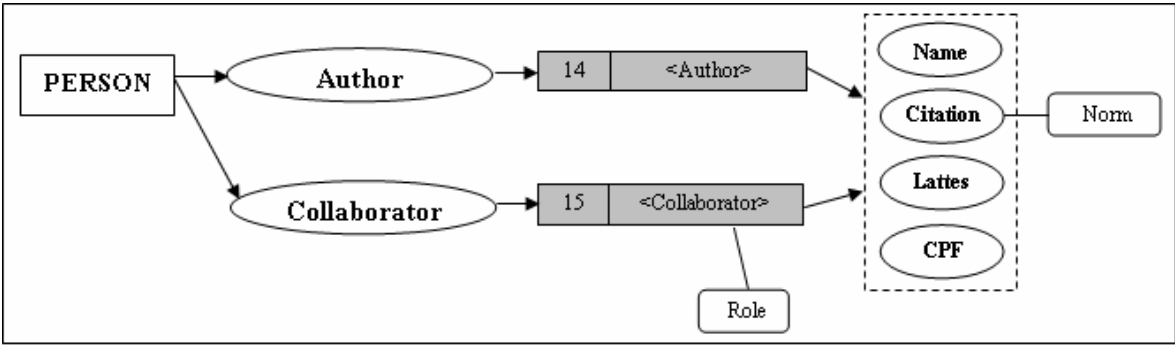 PERSON
Author
14 <Author>
Name
Citation
Norm
Lattes
CPF
Collaborator
15 <Collaborator>
Role